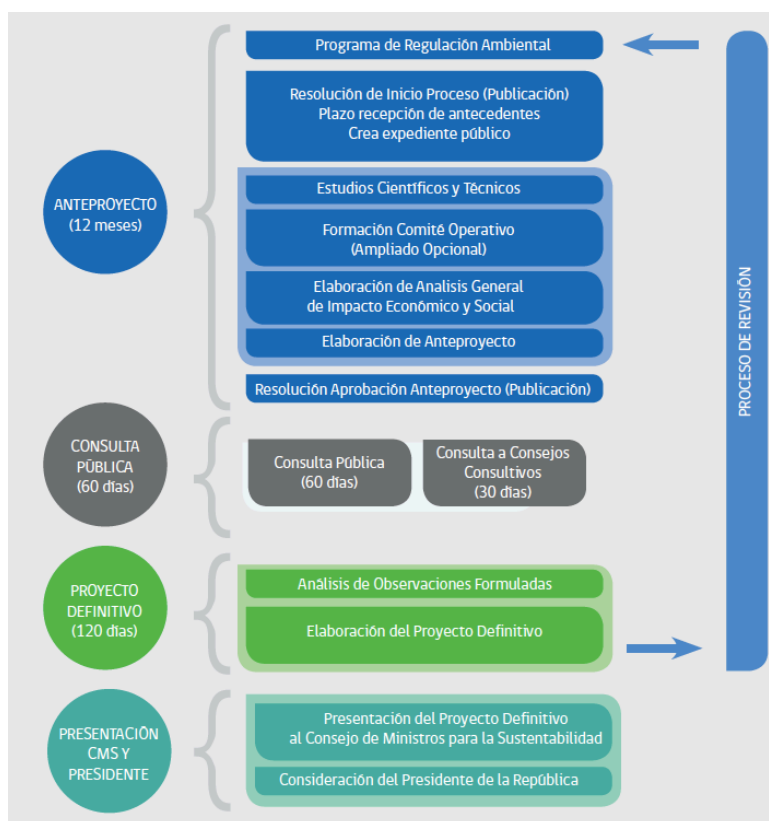 Programa de Regulación Ambiental
Resolución de Inicio Proceso (Publicación)
Plazo recepción de antecedentes
Crea expediente público
ANTEPROYECTO
(12 meses)
Estudios Científicos y Técnicos
Formación Comité Operativo
(Ampliado Opcional)
Elaboración de Analisis General
de Impacto Económico y Social
Elaboración de Anteproyecto
Resolución Aprobación Anteproyecto (Publicación)
PROCESO DE REVISIÓN
CONSULTA
PÚBLICA
(60 días)
Consulta Pública
(60 días)
Consulta a Consejos
Consultivos
(30 días)
PROYECTO
DEFINITIVO
(120 días)
Análisis de Observaciones Formuladas
Elaboración del Proyecto Definitivo
PRESENTACIÓN
CMS Y
PRESIDENTE
Presentación del Proyecto Definitivo
al Consejo de Ministros para la Sustentabilidad
Consideración del Presidente de la República